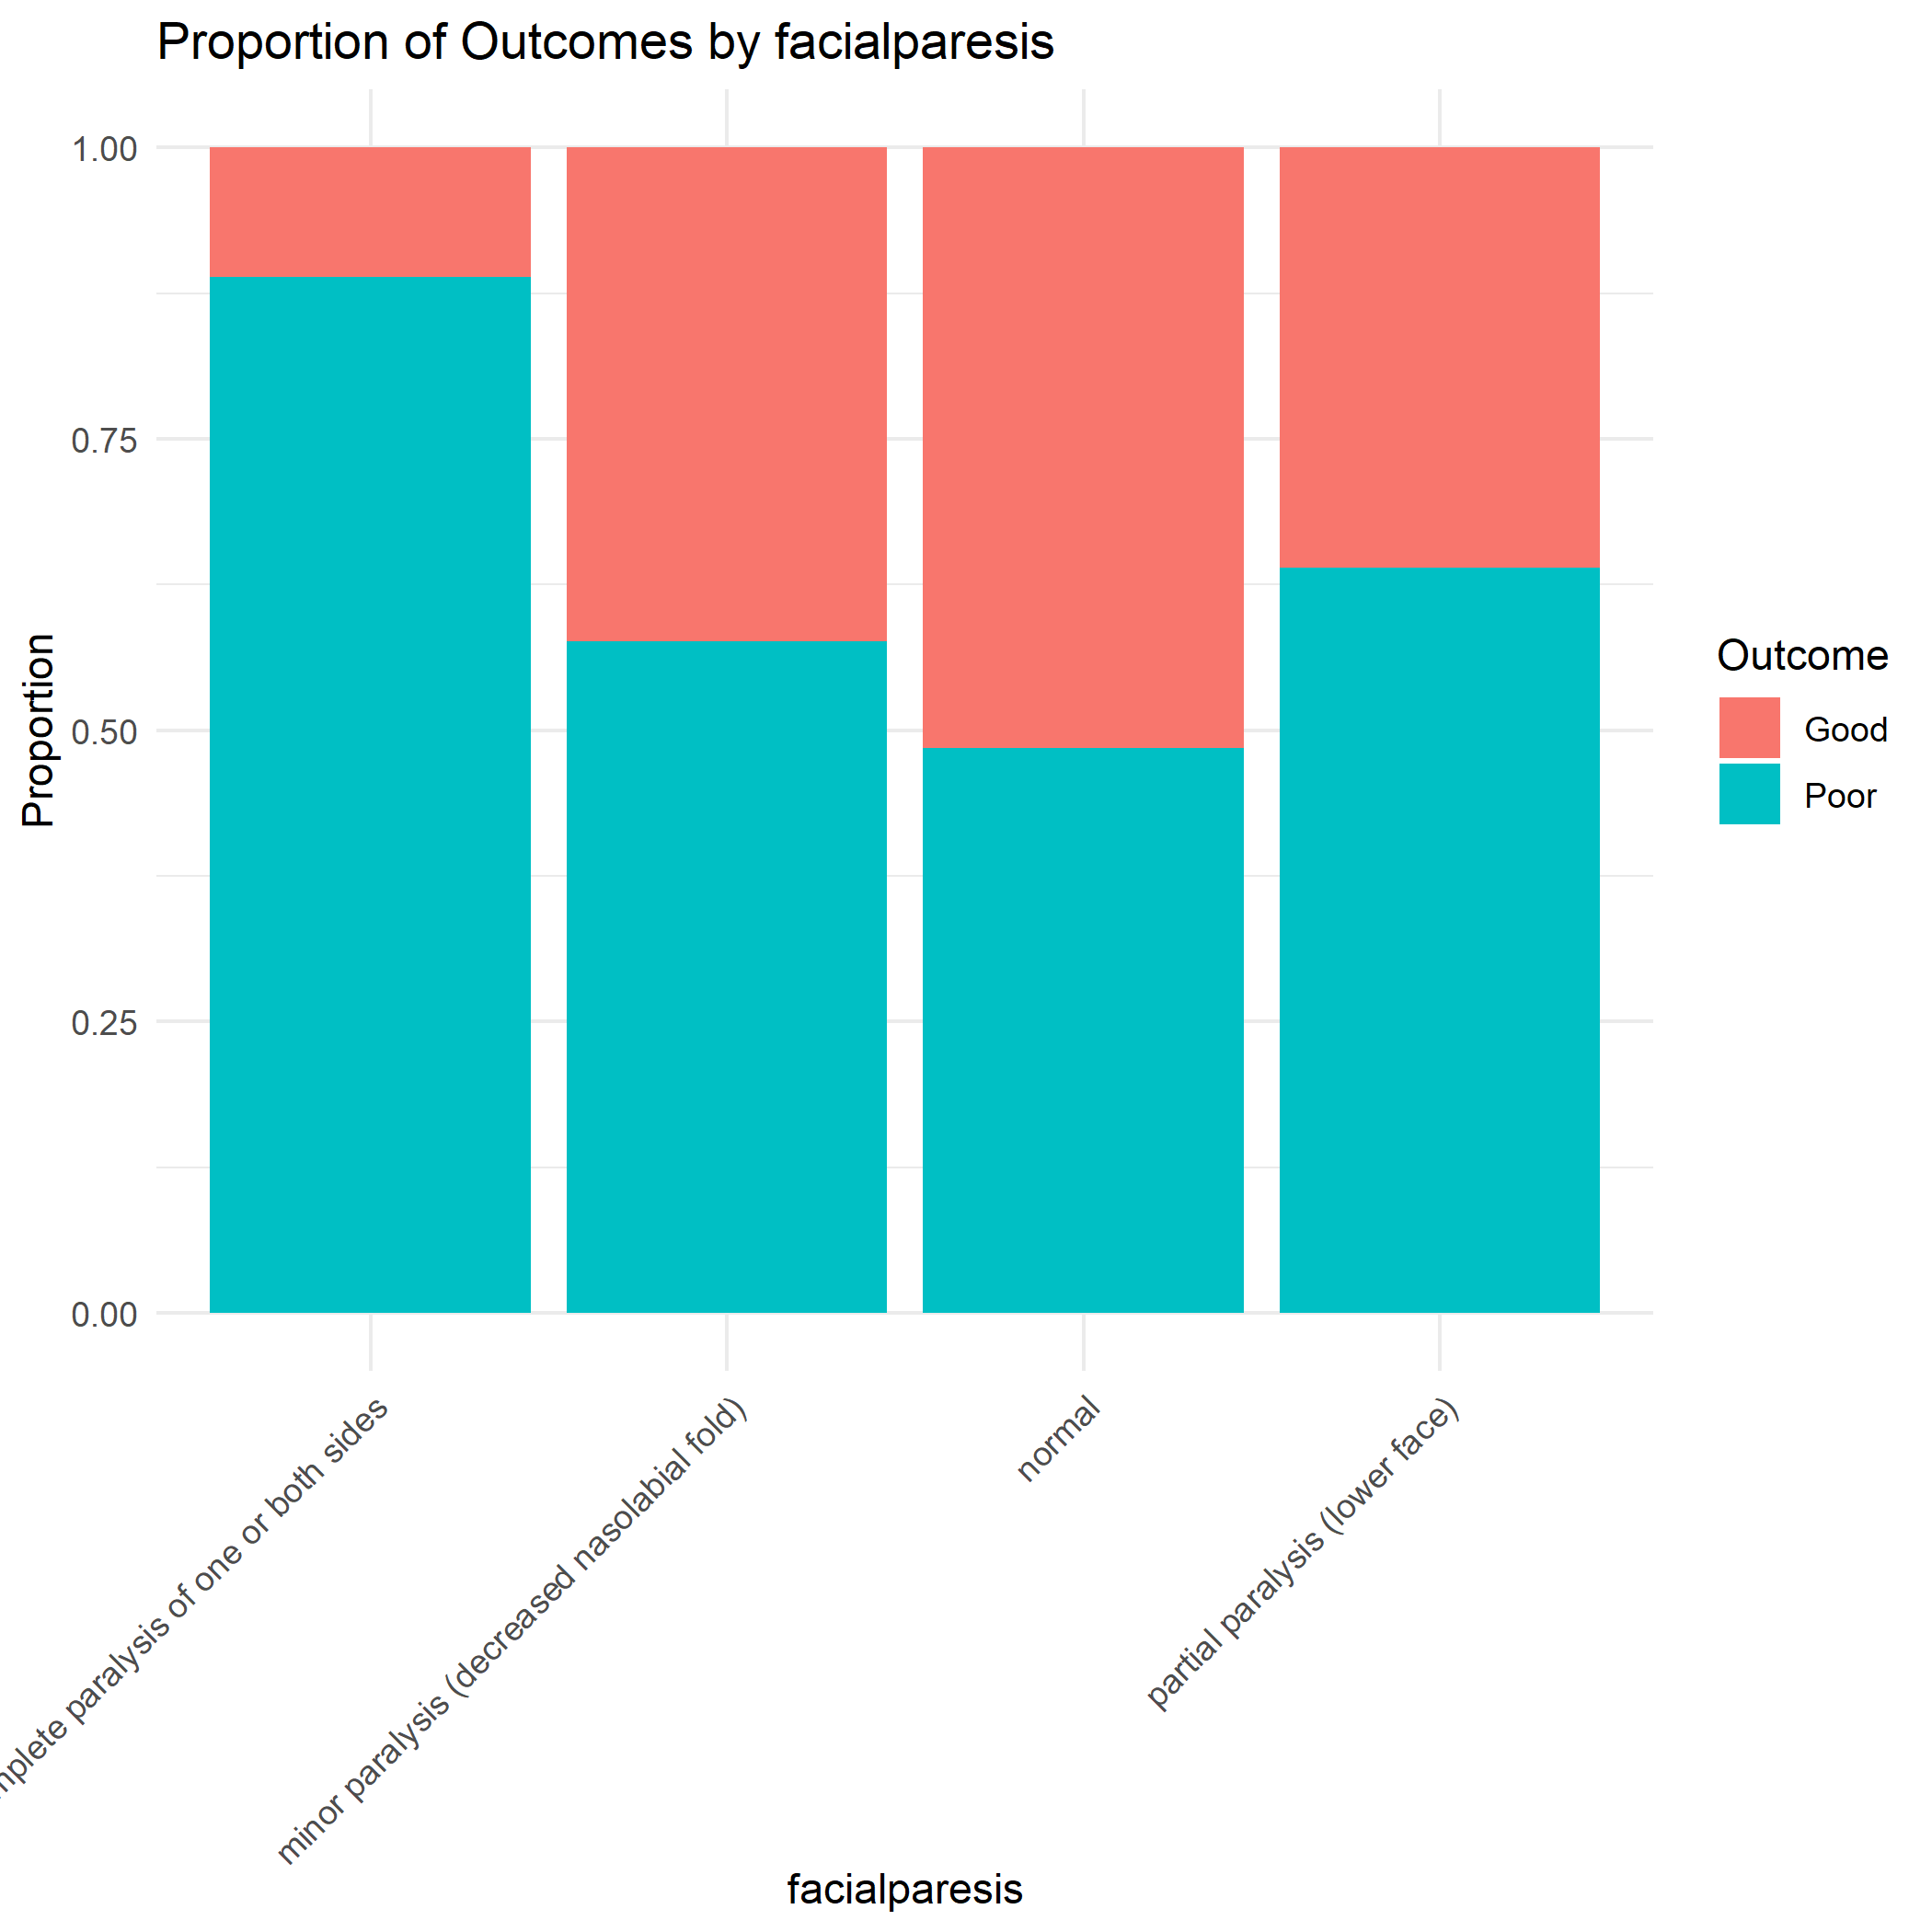 Proportion of Outcomes by facialparesis
1.00
0.75
0.50
0.25
0.00
Proportion
paralysis of one or both sides
minor paralysis (decreased nasolabial fold)
normal
partial paralysis (lower face)
facialparesis
Outcome
Good
Poor